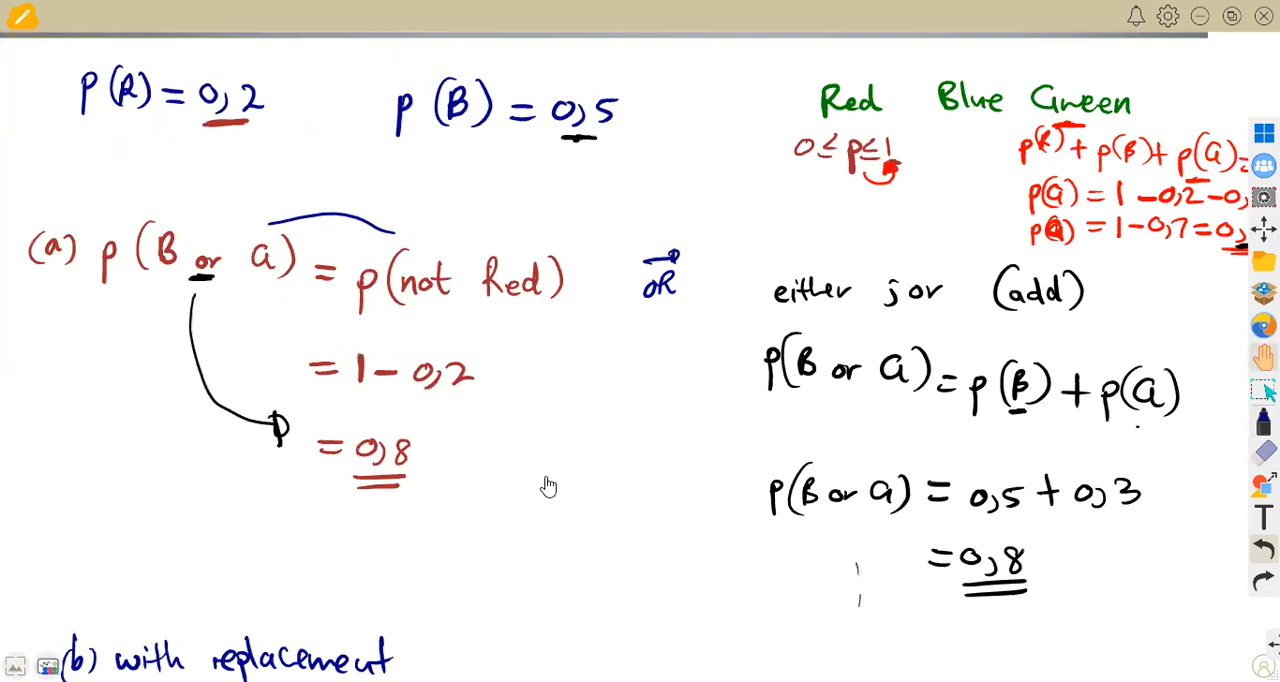 P(R) = 0,2
P(B) = 0,5
Red Blue Green
0 ≤ p ≤ 1
P(R) + P(B) + P(G) =
P(G) = 1 - 0,2 - 0,
P(G) = 1 - 0,7 = 0,
(a) P(B or G) = P(not Red)
= 1 - 0,2
= 0,8
OR
either ; or (add)
P(B or G) = P(B) + P(G)
P(B or G) = 0,5 + 0,3
= 0,8
(b) with replacement